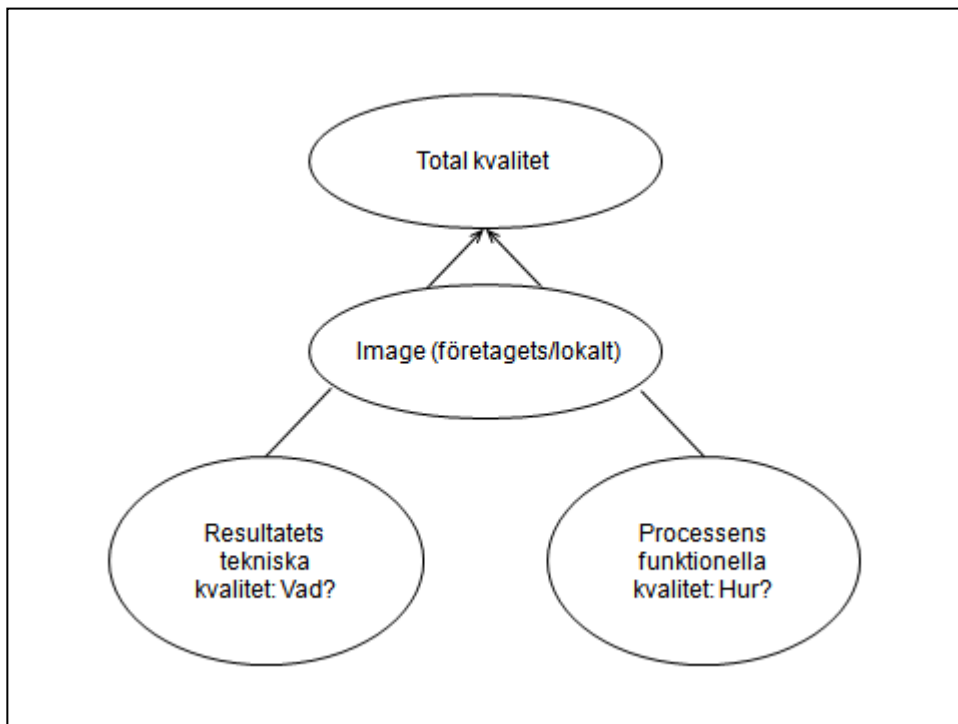 Total kvalitet
Image (företagets/lokalt)
Resultatets
tekniska
kvalitet: Vad?
Processens
funktionella
kvalitet: Hur?